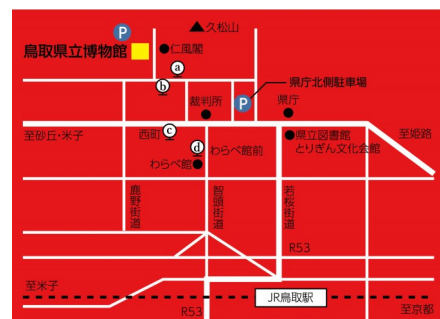 ▲久松山
P
鳥取県立博物館
●仁風閣
a
b
裁判所
P
県庁北側駐車場
県庁
至砂丘・米子
西町
c
県立図書館
とりぎん文化会館
至姫路
d
わらべ館前
わらべ館
鹿野街道
智頭街道
若桜街道
R53
至米子
JR鳥取駅
R53
至京都